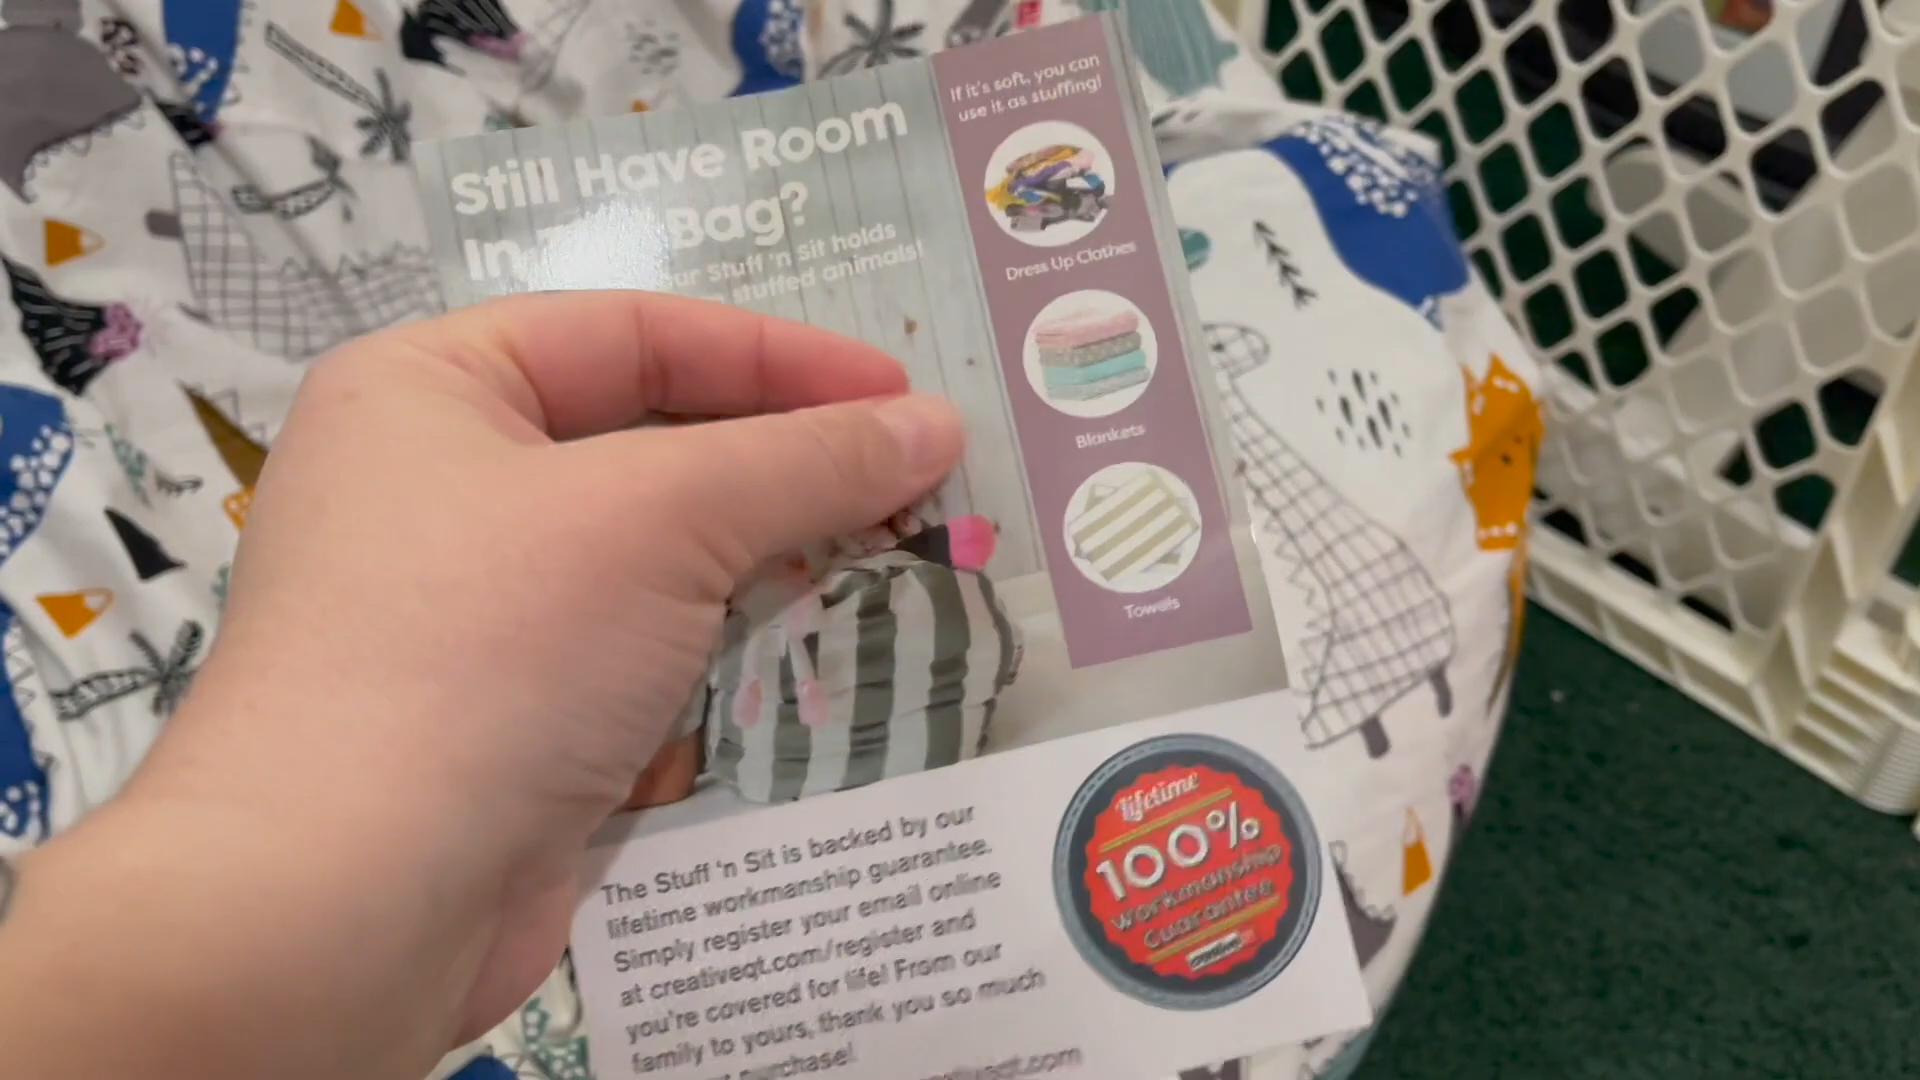 Still Have Room
In Bag?
Stuff 'n Sit holds
stuffed animals!
If it's soft, you can
use it as stuffing!
Dress Up Clothes
Blankets
Towels
The Stuff 'n Sit is backed by our
lifetime workmanship guarantee.
Simply register your email online
at creativeqt.com/register and
you're covered for life! From our
family to yours, thank you so much
purchase!
lifetime
100%
Workmanship
Guarantee